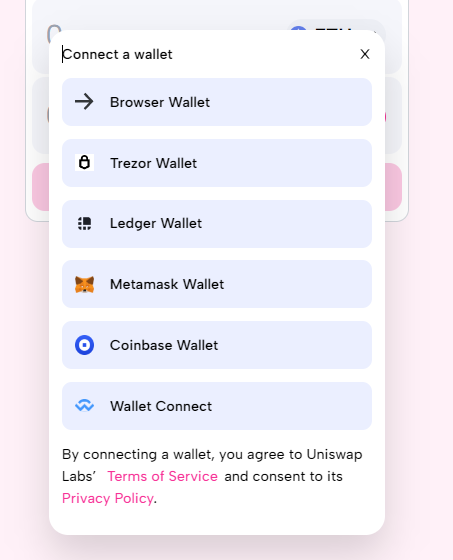 Connect a wallet X
Browser Wallet
Trezor Wallet
Ledger Wallet
Metamask Wallet
Coinbase Wallet
Wallet Connect
By connecting a wallet, you agree to Uniswap
Labs’ Terms of Service and consent to its
Privacy Policy.